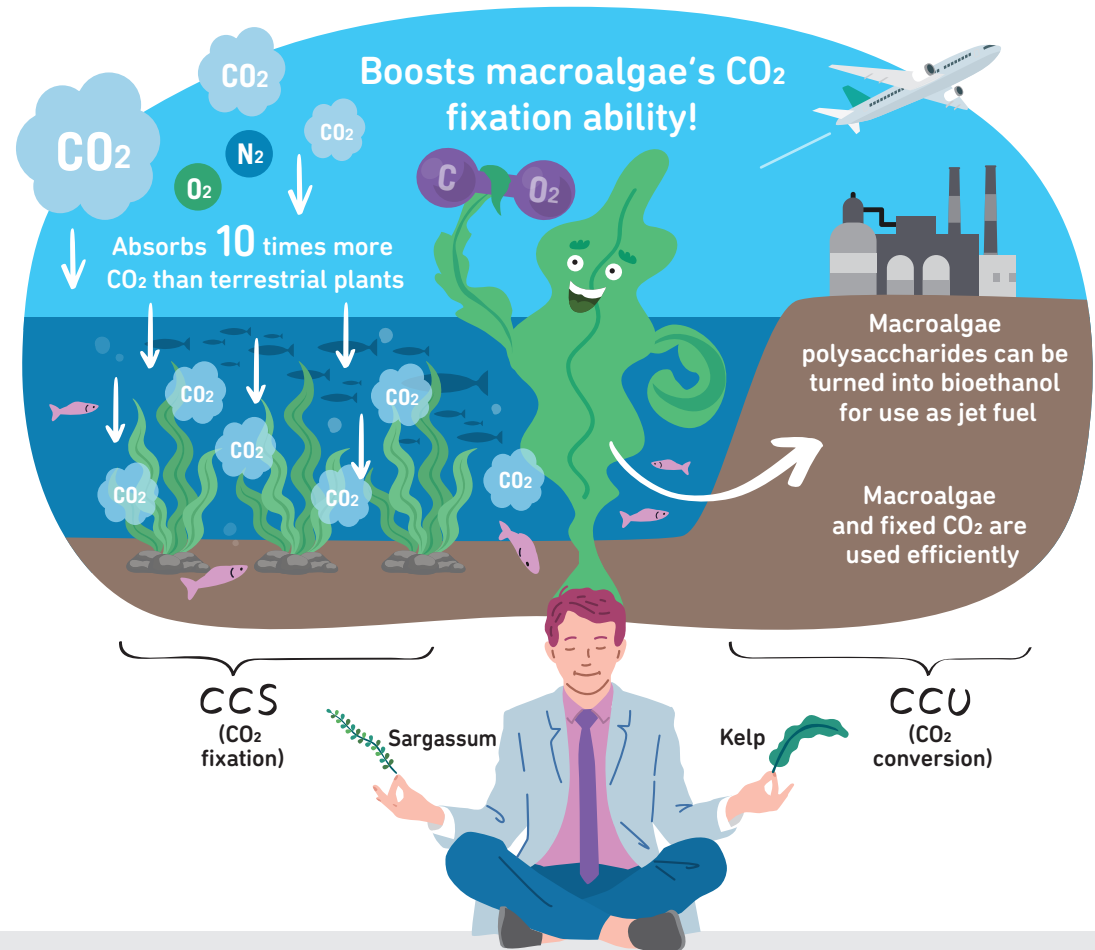 Boosts macroalgae‘s CO₂
fixation ability!
CO₂
CO₂
CO₂
N₂
O₂
C
O₂
Absorbs 10 times more
CO₂ than terrestrial plants
CO₂
CO₂
CO₂
CO₂
CO₂
CO₂
Macroalgae
polysaccharides can be
turned into bioethanol
for use as jet fuel
Macroalgae
and fixed CO₂ are
used efficiently
CCS
(CO₂
fixation)
Sargassum
Kelp
CCU
(CO₂
conversion)